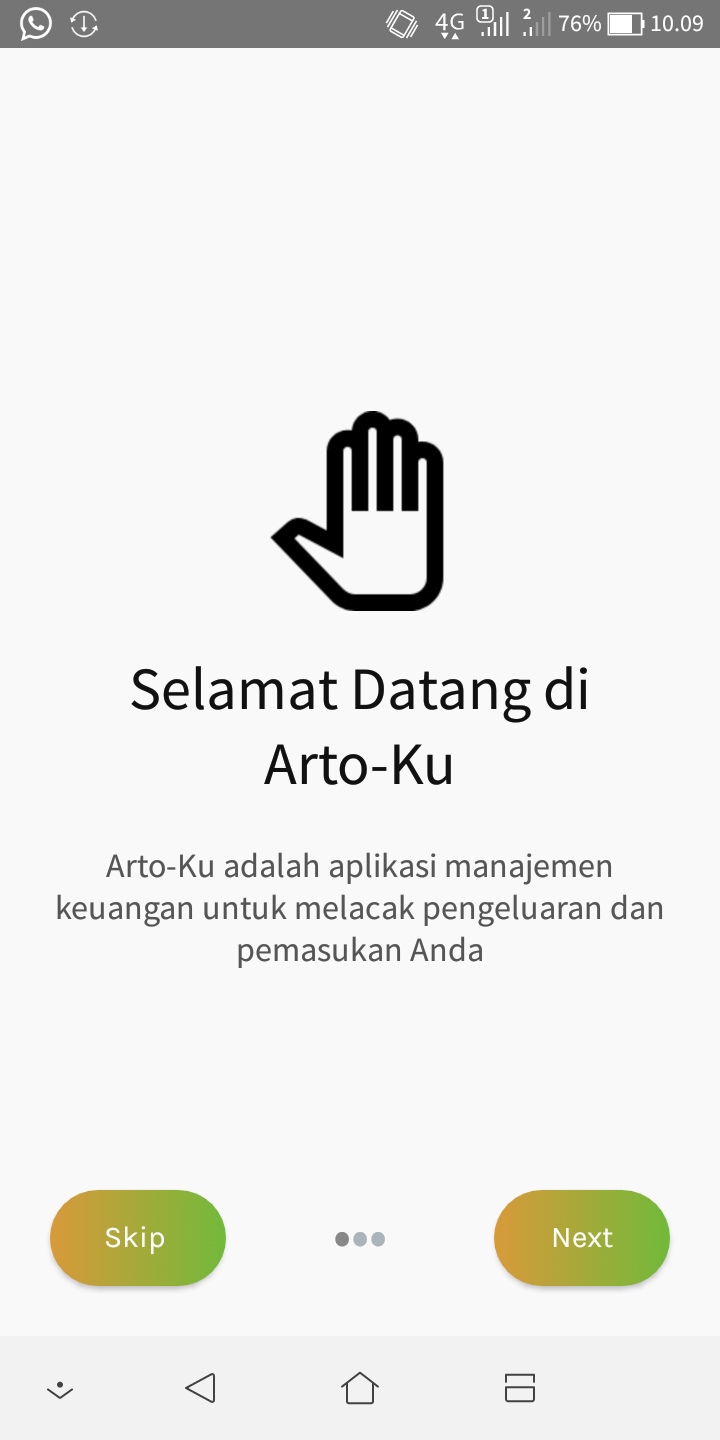 4G 1 2 76% 10.09
Selamat Datang di
Arto-Ku
Arto-Ku adalah aplikasi manajemen
keuangan untuk melacak pengeluaran dan
pemasukan Anda
Skip Next